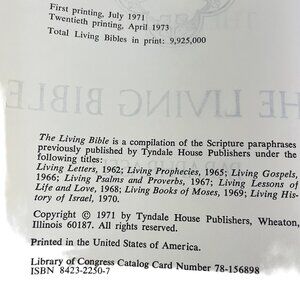 First printing, July 1971
Twentieth printing, April 1973
Total Living Bibles in print: 9,925,000
THE LIVING BIBLE
The Living Bible is a compilation of the Scripture paraphrases
previously published by Tyndale House Publishers under the
following titles:
Living Letters, 1962; Living Prophecies, 1965; Living Gospels,
1966; Living Psalms and Proverbs, 1967; Living Lessons of
Life and Love, 1968; Living Books of Moses, 1969; Living His-
tory of Israel, 1970.
Copyright © 1971 by Tyndale House Publishers, Wheaton,
Illinois 60187. All rights reserved.
Printed in the United States of America.
Library of Congress Catalog Card Number 78-156898
ISBN 8423-2250-7